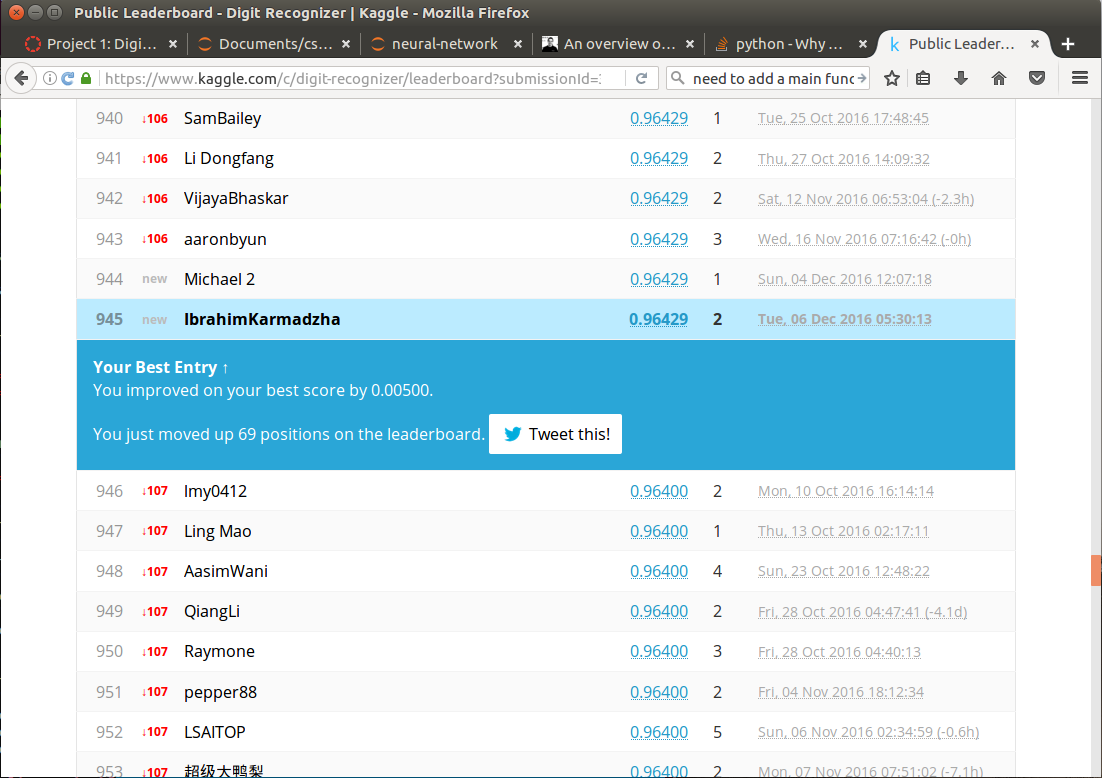 Public Leaderboard - Digit Recognizer | Kaggle - Mozilla Firefox
Project 1: Digi... × Documents/cs... × neural-network × An overview o... × python - Why ... × k Public Leader... ×
https://www.kaggle.com/c/digit-recognizer/leaderboard?submissionId= need to add a main func
940 ↓106 SamBailey 0.96429 1 Tue, 25 Oct 2016 17:48:45
941 ↓106 Li Dongfang 0.96429 2 Thu, 27 Oct 2016 14:09:32
942 ↓106 VijayaBhaskar 0.96429 2 Sat, 12 Nov 2016 06:53:04 (-2.3h)
943 ↓106 aaronbyun 0.96429 3 Wed, 16 Nov 2016 07:16:42 (-0h)
944 new Michael 2 0.96429 1 Sun, 04 Dec 2016 12:07:18
945 new IbrahimKarmadzha 0.96429 2 Tue, 06 Dec 2016 05:30:13
Your Best Entry ↑
You improved on your best score by 0.00500.
You just moved up 69 positions on the leaderboard. Tweet this!
946 ↓107 lmy0412 0.96400 2 Mon, 10 Oct 2016 16:14:14
947 ↓107 Ling Mao 0.96400 1 Thu, 13 Oct 2016 02:17:11
948 ↓107 AasimWani 0.96400 4 Sun, 23 Oct 2016 12:48:22
949 ↓107 QiangLi 0.96400 2 Fri, 28 Oct 2016 04:47:41 (-4.1d)
950 ↓107 Raymone 0.96400 3 Fri, 28 Oct 2016 04:40:13
951 ↓107 pepper88 0.96400 2 Fri, 04 Nov 2016 18:12:34
952 ↓107 LSAITOP 0.96400 5 Sun, 06 Nov 2016 02:34:59 (-0.6h)
953 ↓107 超级大鸭梨 0.96400 2 Mon, 07 Nov 2016 07:51:02 (-7.1h)